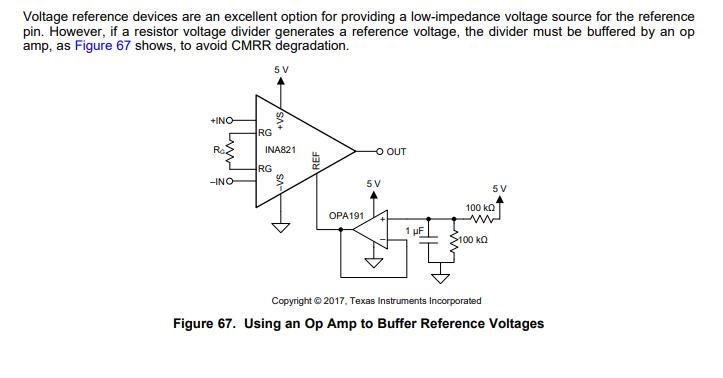 Voltage reference devices are an excellent option for providing a low-impedance voltage source for the reference
pin. However, if a resistor voltage divider generates a reference voltage, the divider must be buffered by an op
amp, as Figure 67 shows, to avoid CMRR degradation.
5 V
+IN
+VS
RG
RG
INA821
REF
OUT
RG
-IN
-VS
5 V
5 V
OPA191
+
-
1 µF
100 kΩ
100 kΩ
Copyright © 2017, Texas Instruments Incorporated
Figure 67. Using an Op Amp to Buffer Reference Voltages